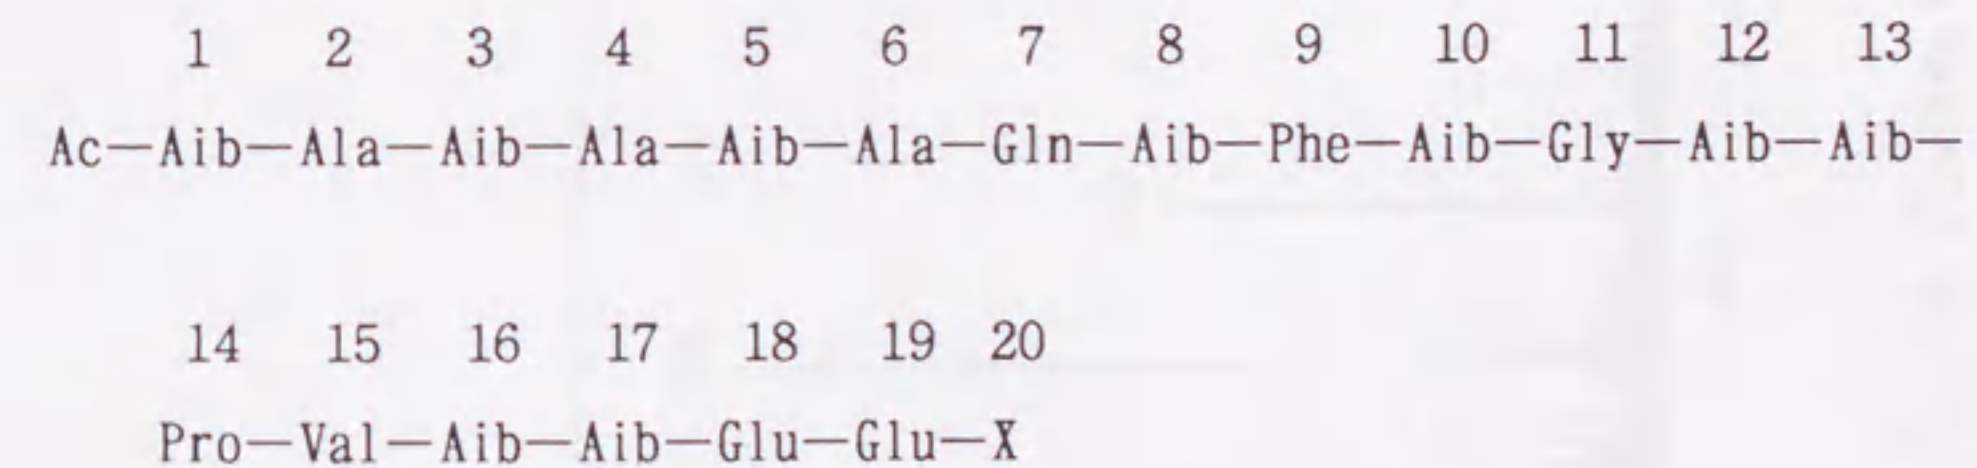 1 2 3 4 5 6 7 8 9 10 11 12 13
Ac—Aib—Ala—Aib—Ala—Aib—Ala—Gln—Aib—Phe—Aib—Gly—Aib—Aib—
14 15 16 17 18 19 20
Pro—Val—Aib—Aib—Glu—Glu—X